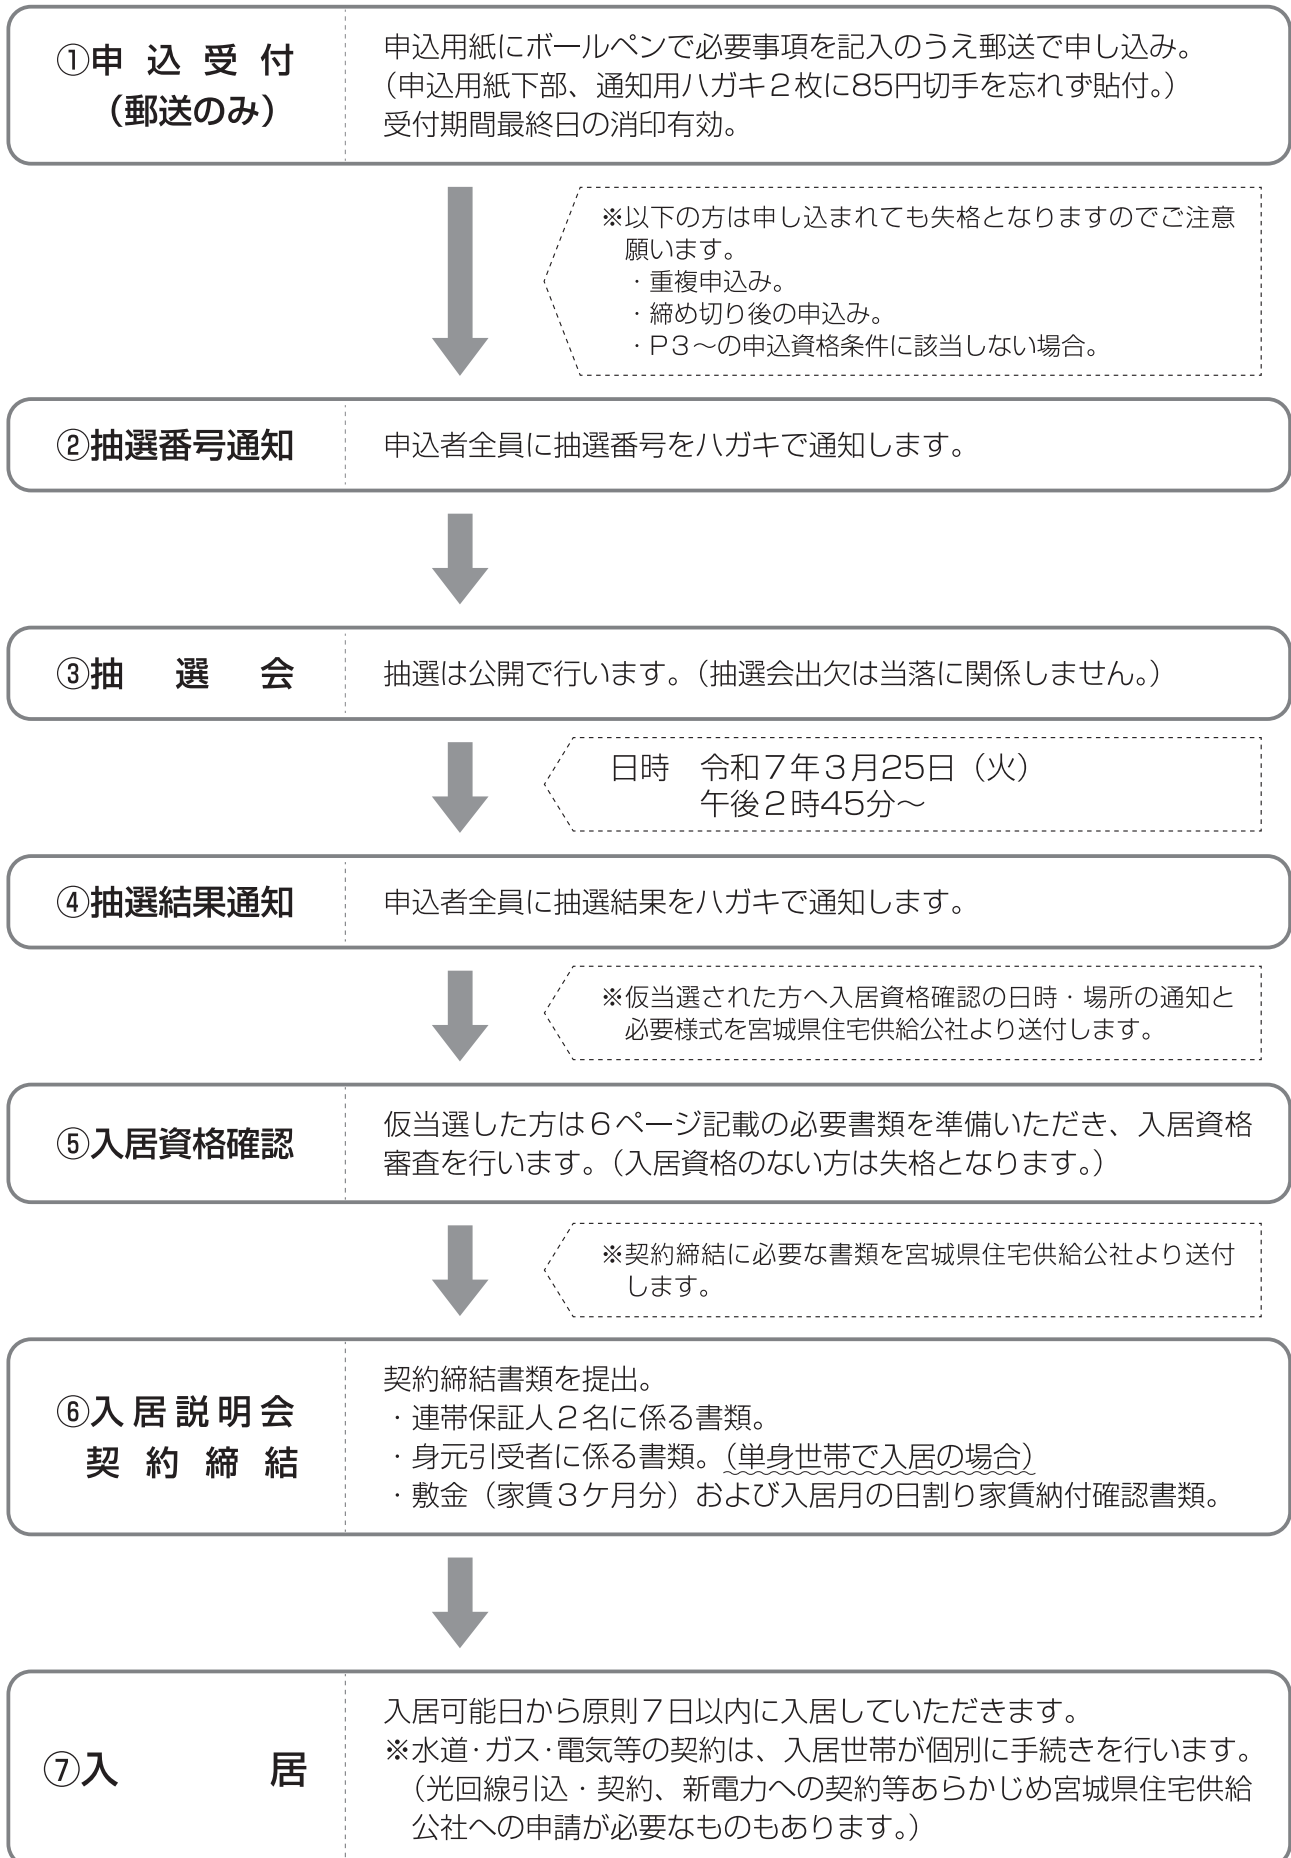 ①申込受付
（郵送のみ）
申込用紙にボールペンで必要事項を記入のうえ郵送で申し込み。
（申込用紙下部、通知用ハガキ２枚に85円切手を忘れず貼付。）
受付期間最終日の消印有効。
※以下の方は申し込まれても失格となりますのでご注意
願います。
・重複申込み。
・締め切り後の申込み。
・Ｐ３～の申込資格条件に該当しない場合。
②抽選番号通知
申込者全員に抽選番号をハガキで通知します。
③抽選会
抽選は公開で行います。（抽選会出欠は当落に関係しません。）
日時　令和７年３月25日（火）
午後２時45分～
④抽選結果通知
申込者全員に抽選結果をハガキで通知します。
※仮当選された方へ入居資格確認の日時・場所の通知と
必要様式を宮城県住宅供給公社より送付します。
⑤入居資格確認
仮当選した方は６ページ記載の必要書類を準備いただき、入居資格
審査を行います。（入居資格のない方は失格となります。）
※契約締結に必要な書類を宮城県住宅供給公社より送付
します。
⑥入居説明会
契約締結
契約締結書類を提出。
・連帯保証人２名に係る書類。
・身元引受者に係る書類。（単身世帯で入居の場合）
・敷金（家賃３ケ月分）および入居月の日割り家賃納付確認書類。
⑦入居
入居可能日から原則７日以内に入居していただきます。
※水道・ガス・電気等の契約は、入居世帯が個別に手続きを行います。
（光回線引込・契約、新電力への契約等あらかじめ宮城県住宅供給
公社への申請が必要なものもあります。）